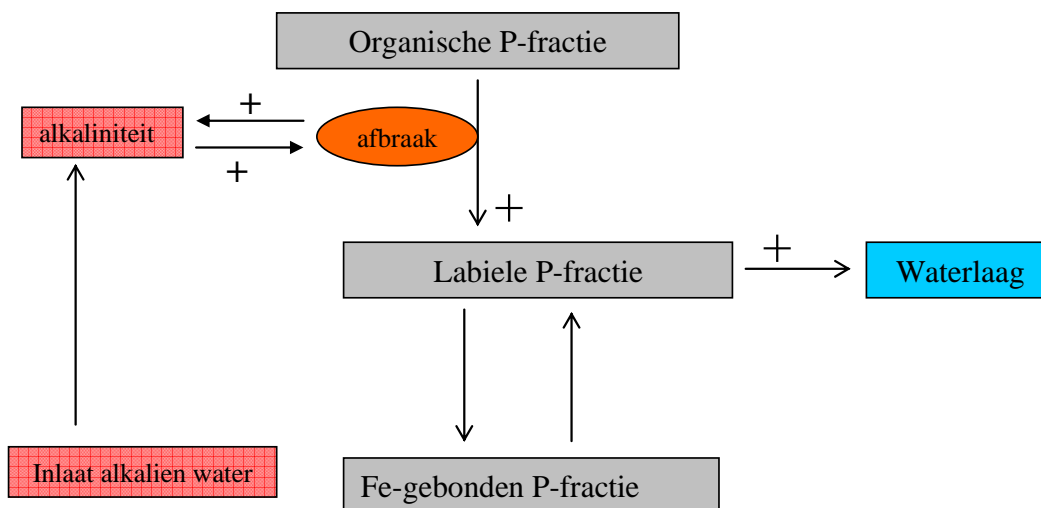 Organische P-fractie
+
alkaliniteit
afbraak
+
+
+
Labiele P-fractie
Waterlaag
Inlaat alkalien water
Fe-gebonden P-fractie